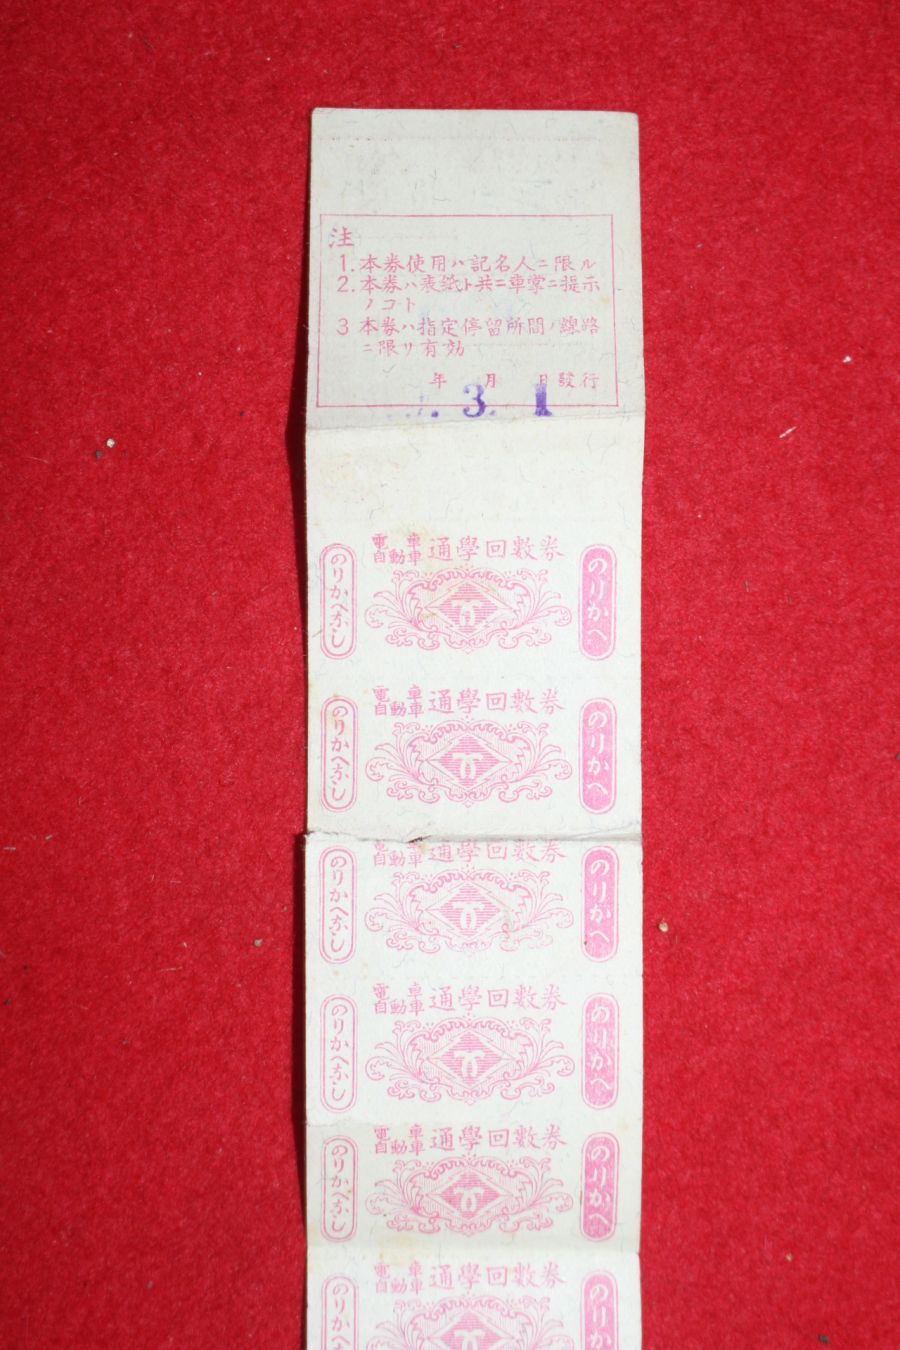 注
1. 本券使用ハ記名人ニ限ル
2. 本券ハ表紙ト共ニ車掌ニ提示
ノコト
3 本券ハ指定停留所間ノ線路
ニ限リ有効
年 月 日發行
. 3. 1
のりかへなし
電車
自動車
通學回數券
のりかへ
のりかへなし
電車
自動車
通學回數券
のりかへ
のりかへなし
電車
自動車
通學回數券
のりかへ
のりかへなし
電車
自動車
通學回數券
のりかへ
のりかへなし
電車
自動車
通學回數券
のりかへ
のりかへな
電車
自動車
通學回數券
のりか